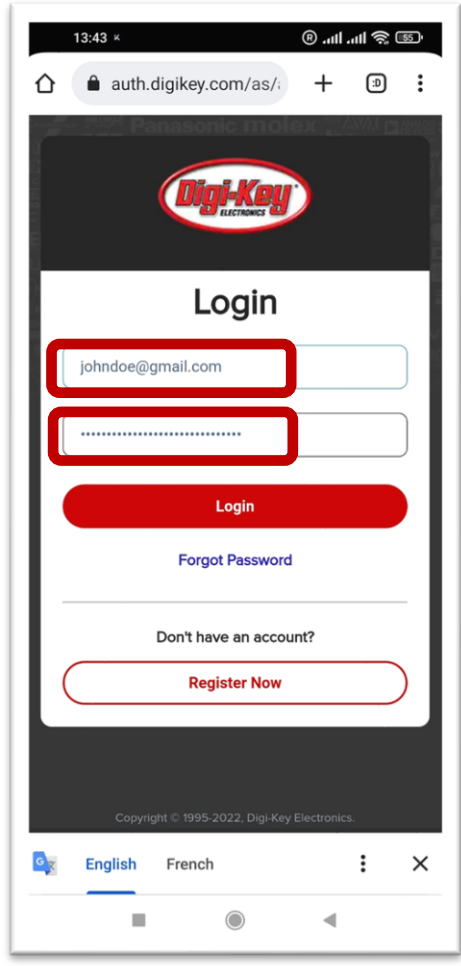 13:43
55
auth.digikey.com/as/
:D
Panasonic molex
Digi-Key
ELECTRONICS
Login
johndoe@gmail.com
•••••••••••••••••••••••••••••••
Login
Forgot Password
Don't have an account?
Register Now
Copyright © 1995-2022, Digi-Key Electronics.
English French